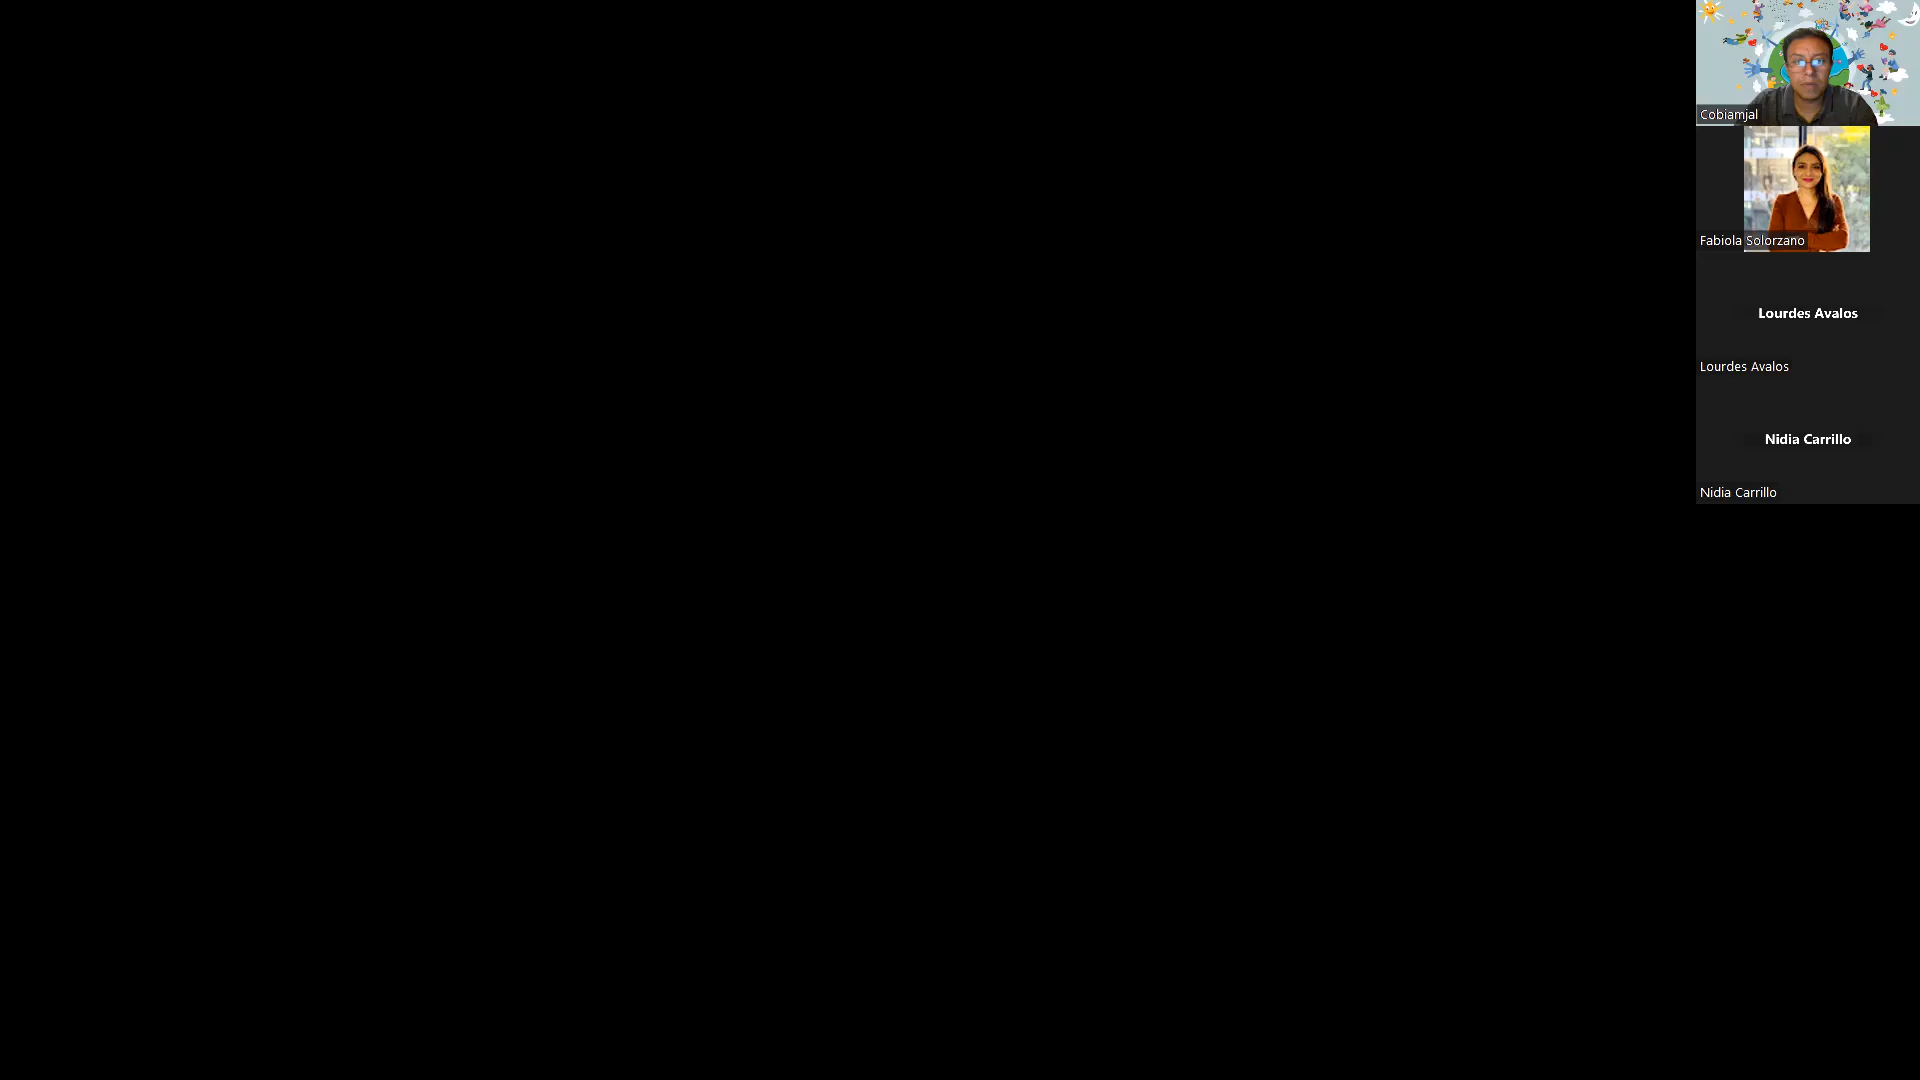 Cobiamjal
Fabiola Solorzano
Lourdes Avalos
Lourdes Avalos
Nidia Carrillo
Nidia Carrillo